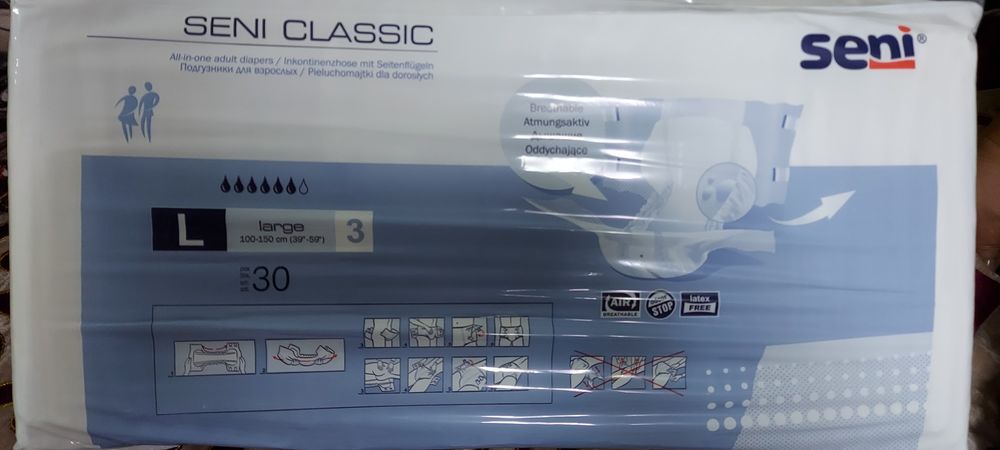 SENI CLASSIC
All-in-one adult diapers / Inkontinenzhose mit Seitenflügeln
Подгузники для взрослых / Pieluchomajtki dla dorosłych
seni®
Breathable
Atmungsaktiv
Дышащие
Oddychające
L
large
100-150 cm (39"-59")
3
30
AIR
BREATHABLE
STOP
latex
FREE